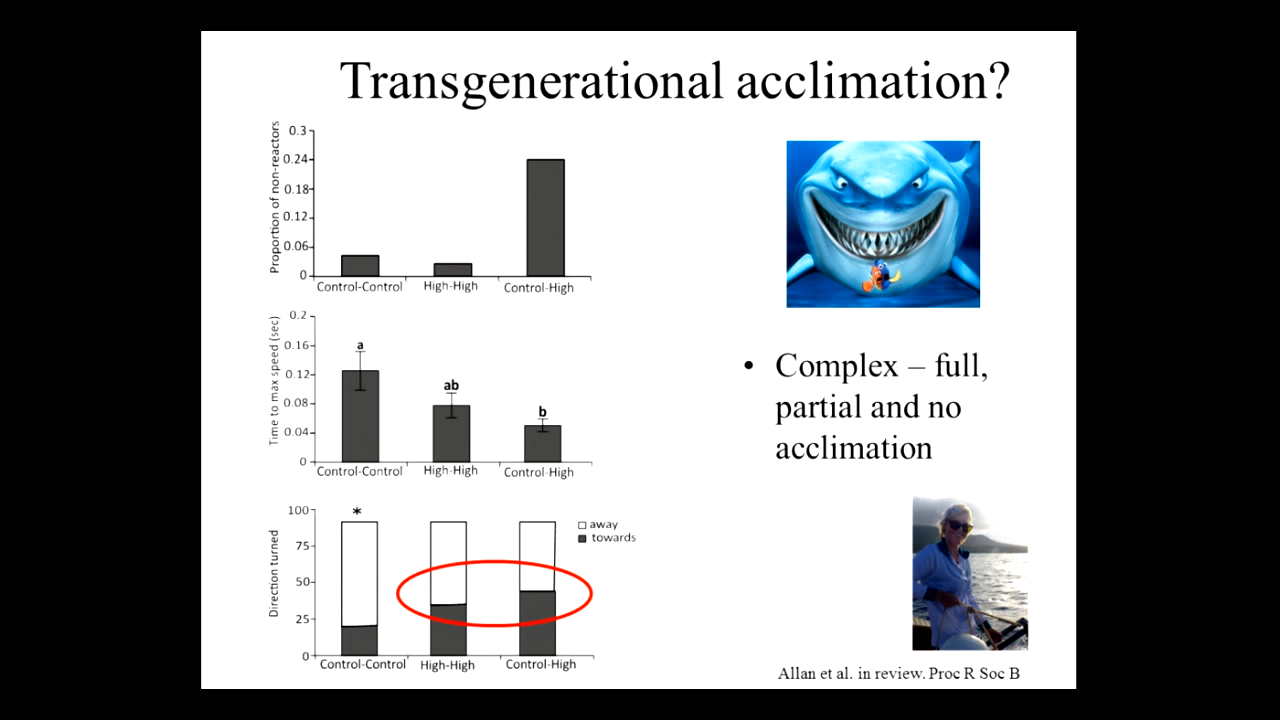 Transgenerational acclimation?
Proportion of non-reactors
0.3
0.24
0.18
0.12
0.06
0
Control-Control High-High Control-High
Time to max speed (sec)
0.2
0.16
0.12
0.08
0.04
0
a
ab
b
Control-Control High-High Control-High
Direction turned
100
75
50
25
0
*
away
towards
Control-Control High-High Control-High
• Complex – full,
partial and no
acclimation
Allan et al. in review. Proc R Soc B